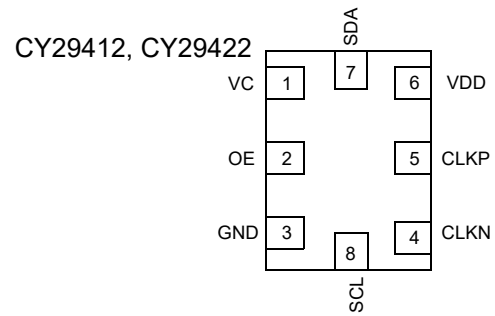 CY29412, CY29422
SDA
7
VC 1
6 VDD
OE 2
5 CLKP
GND 3
4 CLKN
8
SCL